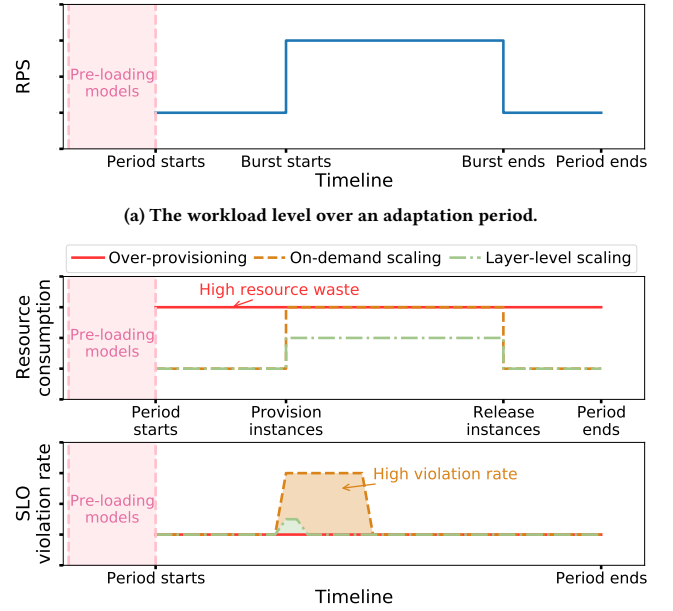 RPS
Pre-loading
models
Period starts
Burst starts
Burst ends
Period ends
Timeline
(a) The workload level over an adaptation period.
Over-provisioning
On-demand scaling
Layer-level scaling
Resource
consumption
High resource waste
Pre-loading
models
Period
starts
Provision
instances
Release
instances
Period
ends
SLO
violation rate
High violation rate
Pre-loading
models
Period starts
Period ends
Timeline